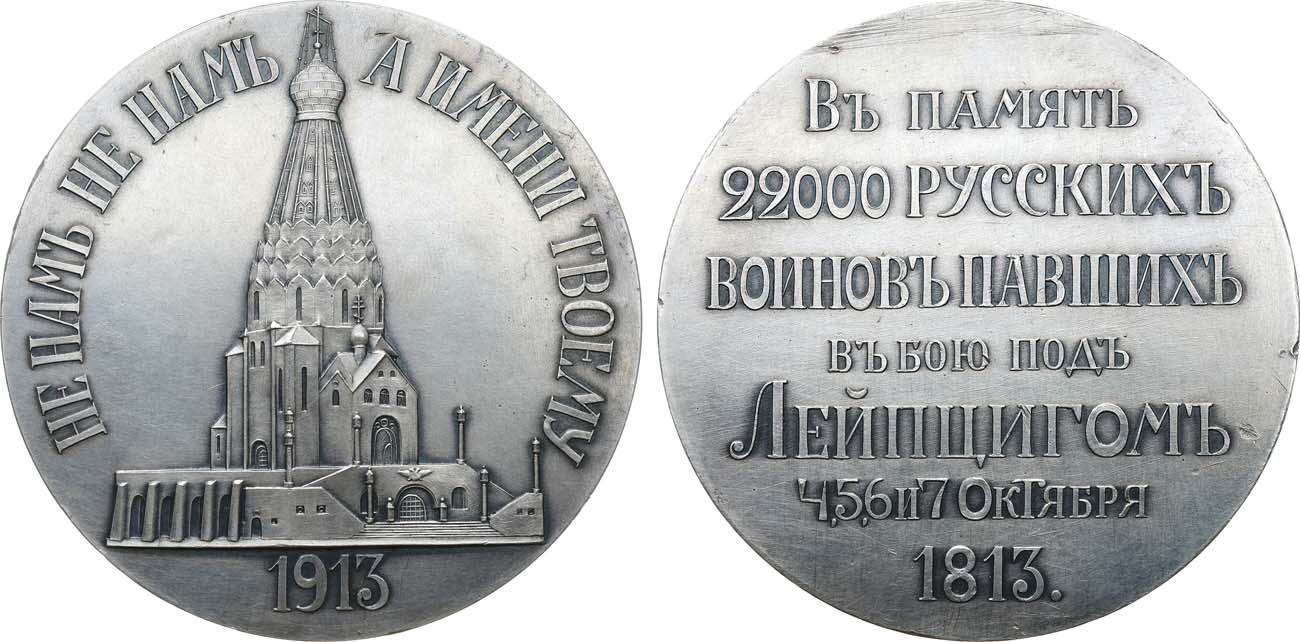 НЕ НАМЪ НЕ НАМЪ А ИМЕНИ ТВОЕМУ
1913
ВЪ ПАМЯТЬ
22000 РУССКИХЪ
ВОИНОВЪ ПАВШИХЪ
ВЪ БОЮ ПОДЪ
ЛЕЙПЦИГОМЪ
4,5,6 И 7 ОКТЯБРЯ
1813.